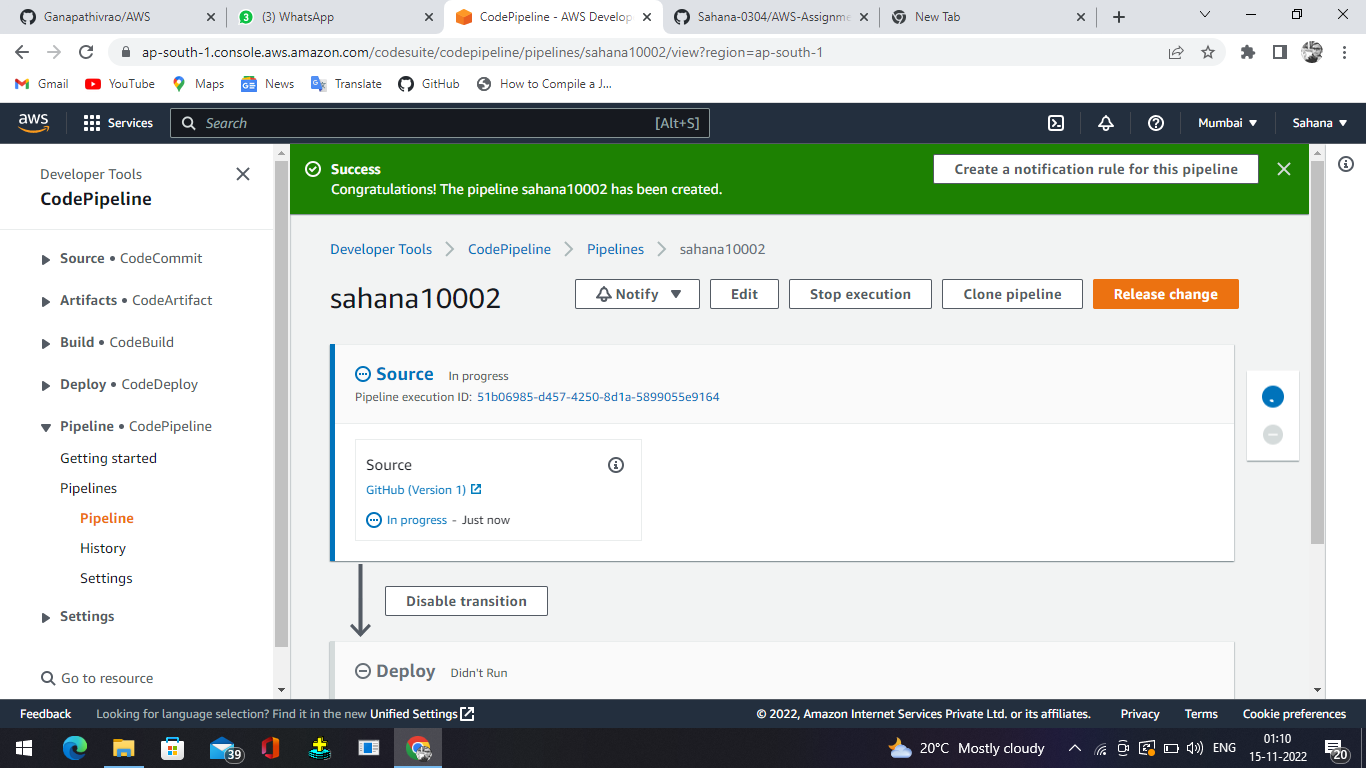 Ganapathivrao/AWS
(3) WhatsApp
CodePipeline - AWS Develop
Sahana-0304/AWS-Assignme
New Tab
ap-south-1.console.aws.amazon.com/codesuite/codepipeline/pipelines/sahana10002/view?region=ap-south-1
Gmail YouTube Maps News Translate GitHub How to Compile a J...
aws Services Search [Alt+S] Mumbai Sahana
Developer Tools
CodePipeline
Source • CodeCommit
Artifacts • CodeArtifact
Build • CodeBuild
Deploy • CodeDeploy
Pipeline • CodePipeline
Getting started
Pipelines
Pipeline
History
Settings
Settings
Go to resource
Success
Congratulations! The pipeline sahana10002 has been created.
Create a notification rule for this pipeline
Developer Tools CodePipeline Pipelines sahana10002
sahana10002
Notify Edit Stop execution Clone pipeline Release change
Source In progress
Pipeline execution ID: 51b06985-d457-4250-8d1a-5899055e9164
Source
GitHub (Version 1)
In progress - Just now
Disable transition
Deploy Didn't Run
Feedback Looking for language selection? Find it in the new Unified Settings © 2022, Amazon Internet Services Private Ltd. or its affiliates. Privacy Terms Cookie preferences
39
20°C Mostly cloudy
ENG
01:10
15-11-2022
20